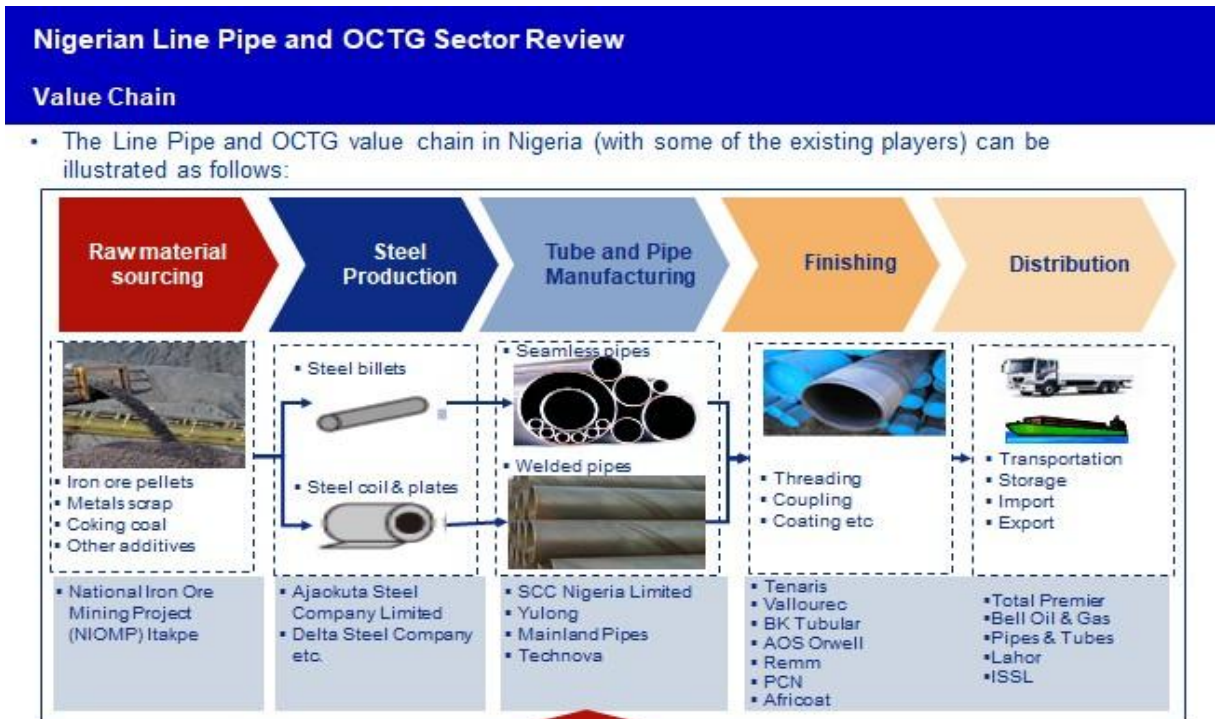 Nigerian Line Pipe and OCTG Sector Review
Value Chain
• The Line Pipe and OCTG value chain in Nigeria (with some of the existing players) can be
illustrated as follows:
Raw material
sourcing
Steel
Production
Tube and Pipe
Manufacturing
Finishing
Distribution
▪ Iron ore pellets
▪ Metals scrap
▪ Coking coal
▪ Other additives
▪ Steel billets
▪ Steel coil & plates
▪ Seamless pipes
▪ Welded pipes
▪ Threading
▪ Coupling
▪ Coating etc
▪ Transportation
▪ Storage
▪ Import
▪ Export
▪ National Iron Ore
Mining Project
(NIOMP) Itakpe
▪ Ajaokuta Steel
Company Limited
▪ Delta Steel Company
etc.
▪ SCC Nigeria Limited
▪ Yulong
▪ Mainland Pipes
▪ Technova
▪ Tenaris
▪ Vallourec
▪ BK Tubular
▪ AOS Orwell
▪ Remm
▪ PCN
▪ Africoat
▪Total Premier
▪Bell Oil & Gas
▪Pipes & Tubes
▪Lahor
▪ISSL